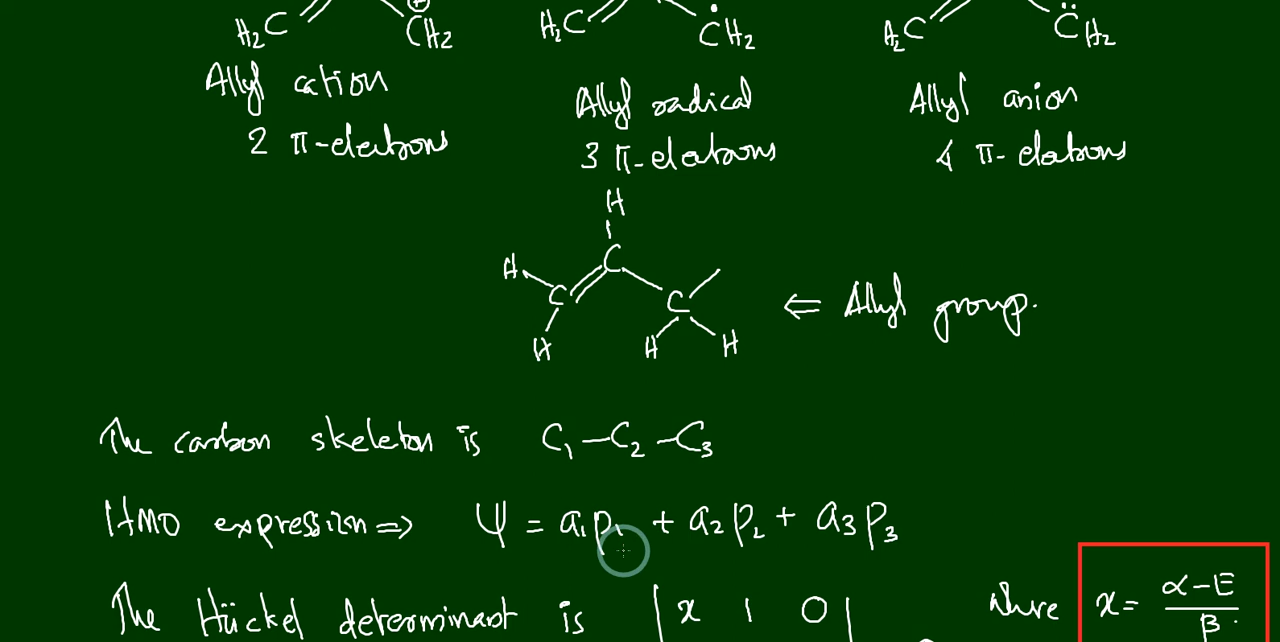 H₂C ⊕ CH₂ H₂C ĊH₂ H₂C C̈H₂
Allyl cation Allyl radical Allyl anion
2 π-electrons 3 π-electrons 4 π-electrons
H
H C
C C ⇐ Allyl group.
H H H
The carbon skeleton is C₁-C₂-C₃
HMO expression ⇒ Ψ = a₁p₁ + a₂p₂ + a₃p₃
The Hückel determinant is | x 1 0 | where x = α-E / β.